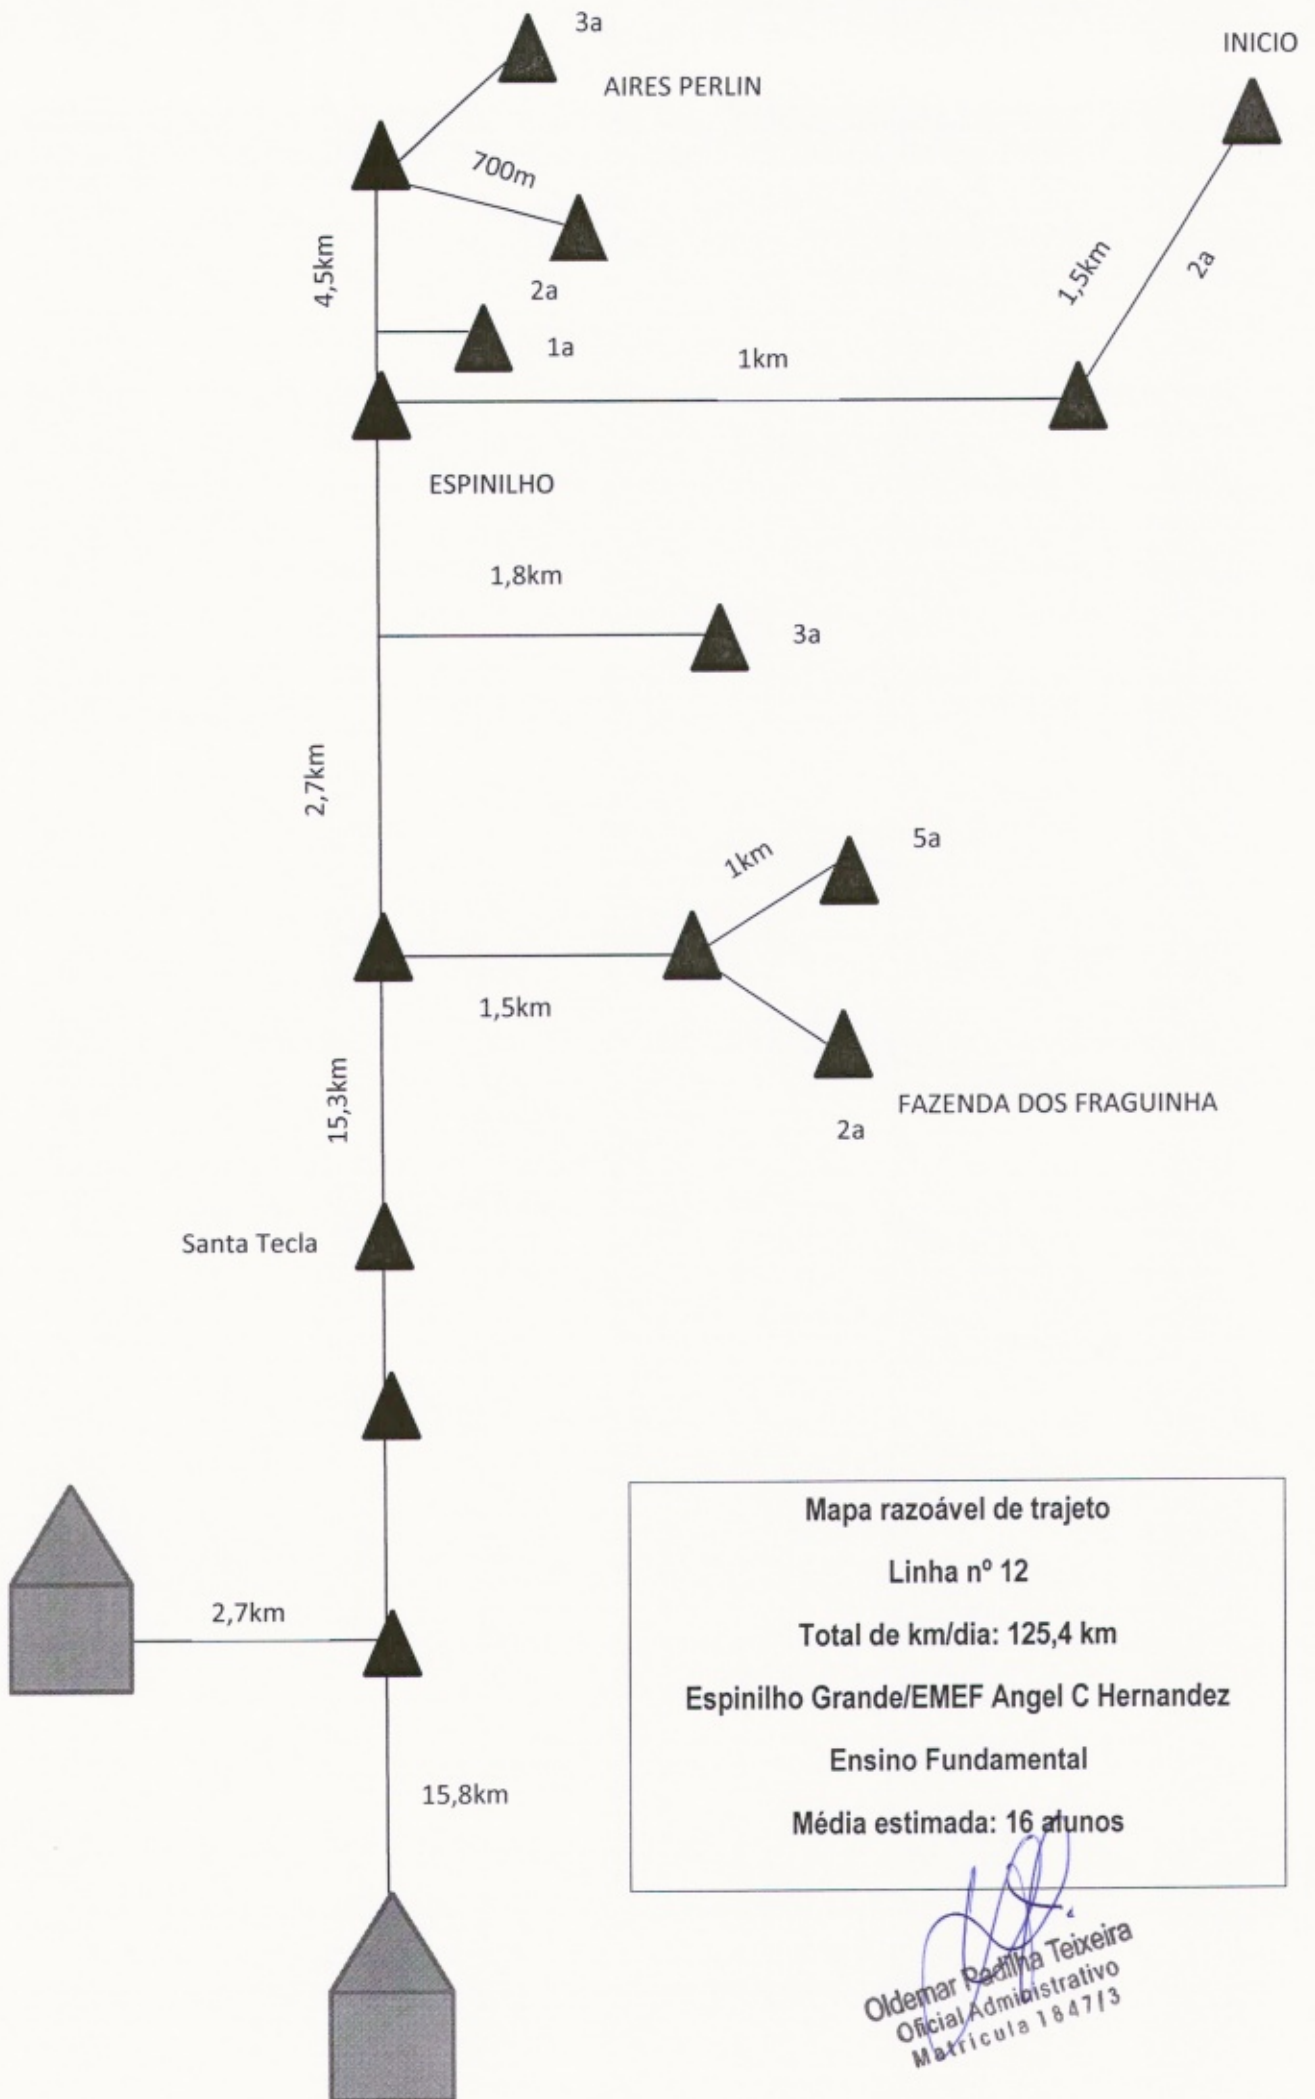 3a
INICIO
AIRES PERLIN
700m
4,5km
1,5km
2a
2a
1a
1km
ESPINILHO
1,8km
3a
2,7km
5a
1km
1,5km
15,3km
FAZENDA DOS FRAGUINHA
2a
Santa Tecla
2,7km
15,8km
Mapa razoável de trajeto
Linha nº 12
Total de km/dia: 125,4 km
Espinilho Grande/EMEF Angel C Hernandez
Ensino Fundamental
Média estimada: 16 alunos
Oldemar Padilha Teixeira
Oficial Administrativo
Matrícula 1847/3